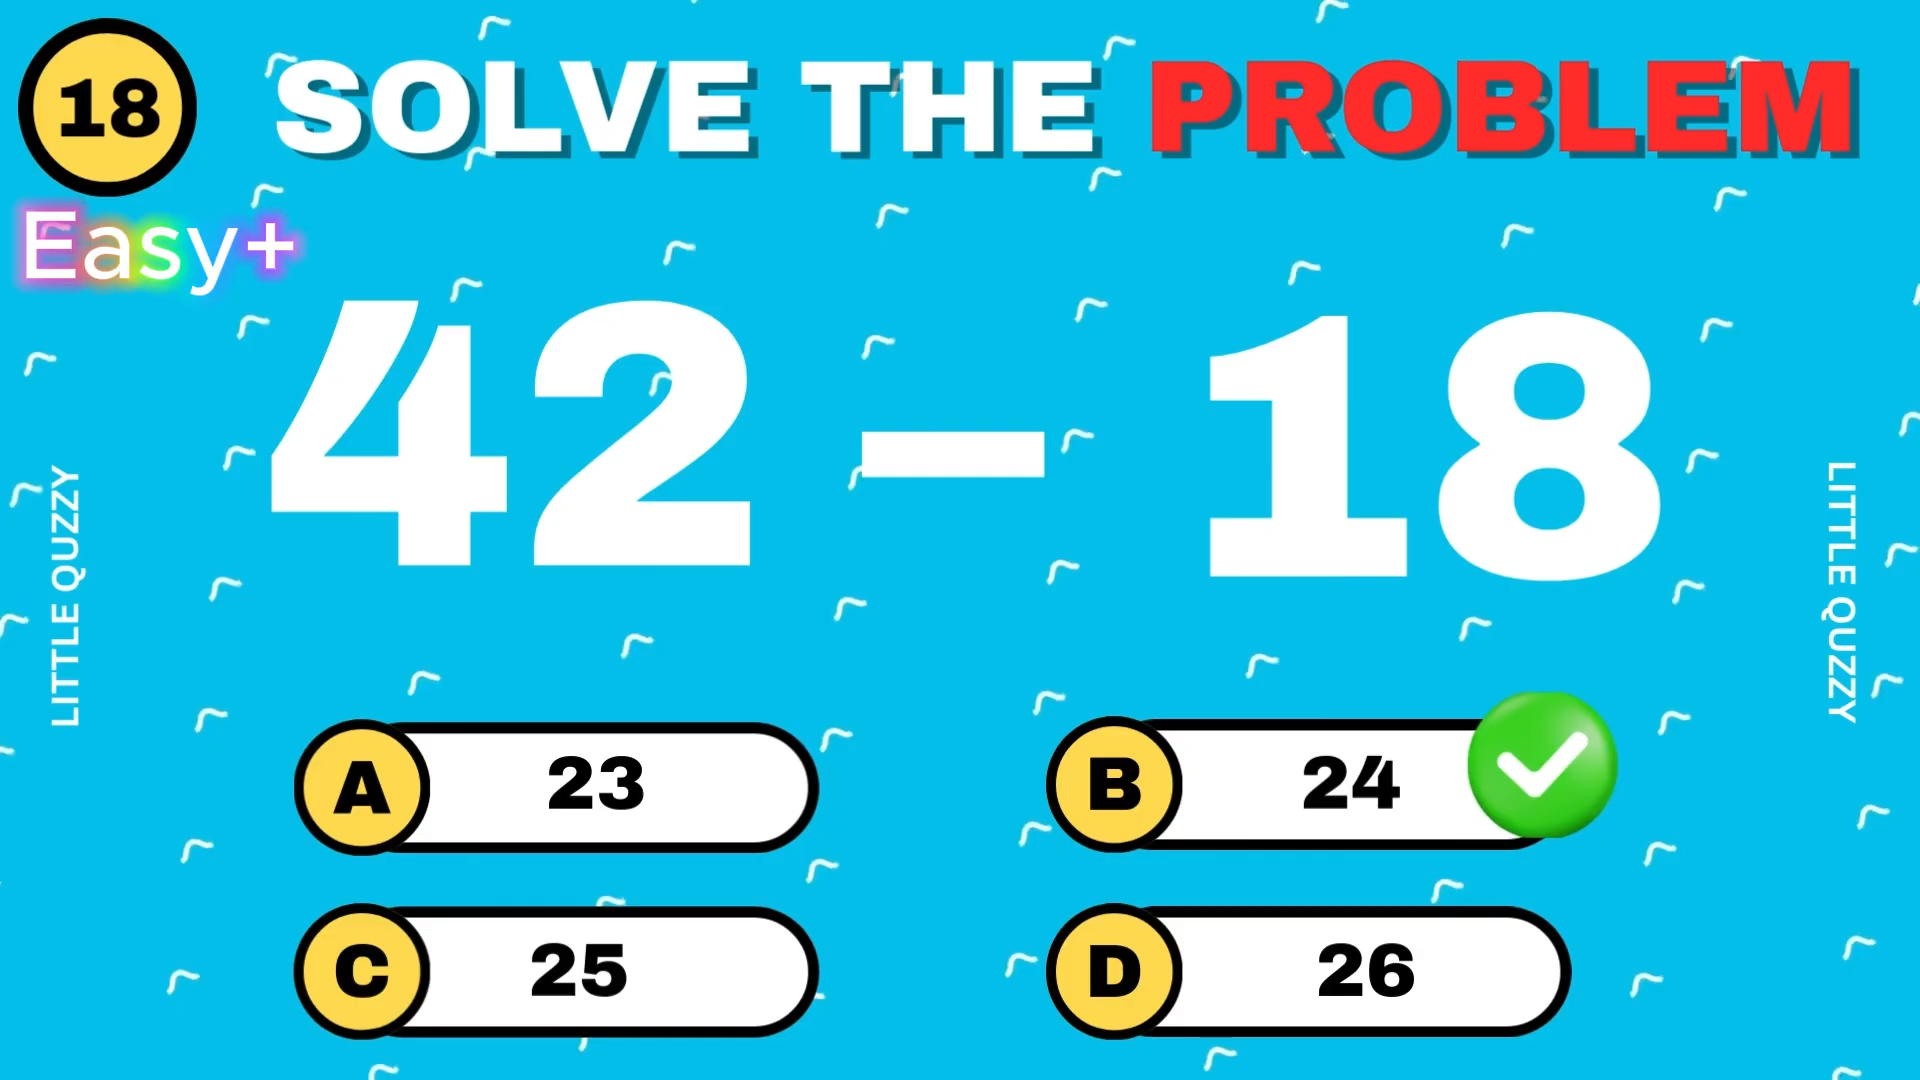 18
SOLVE THE PROBLEM
Easy+
42 – 18
LITTLE QUZZY
LITTLE QUZZY
A 23
B 24
C 25
D 26